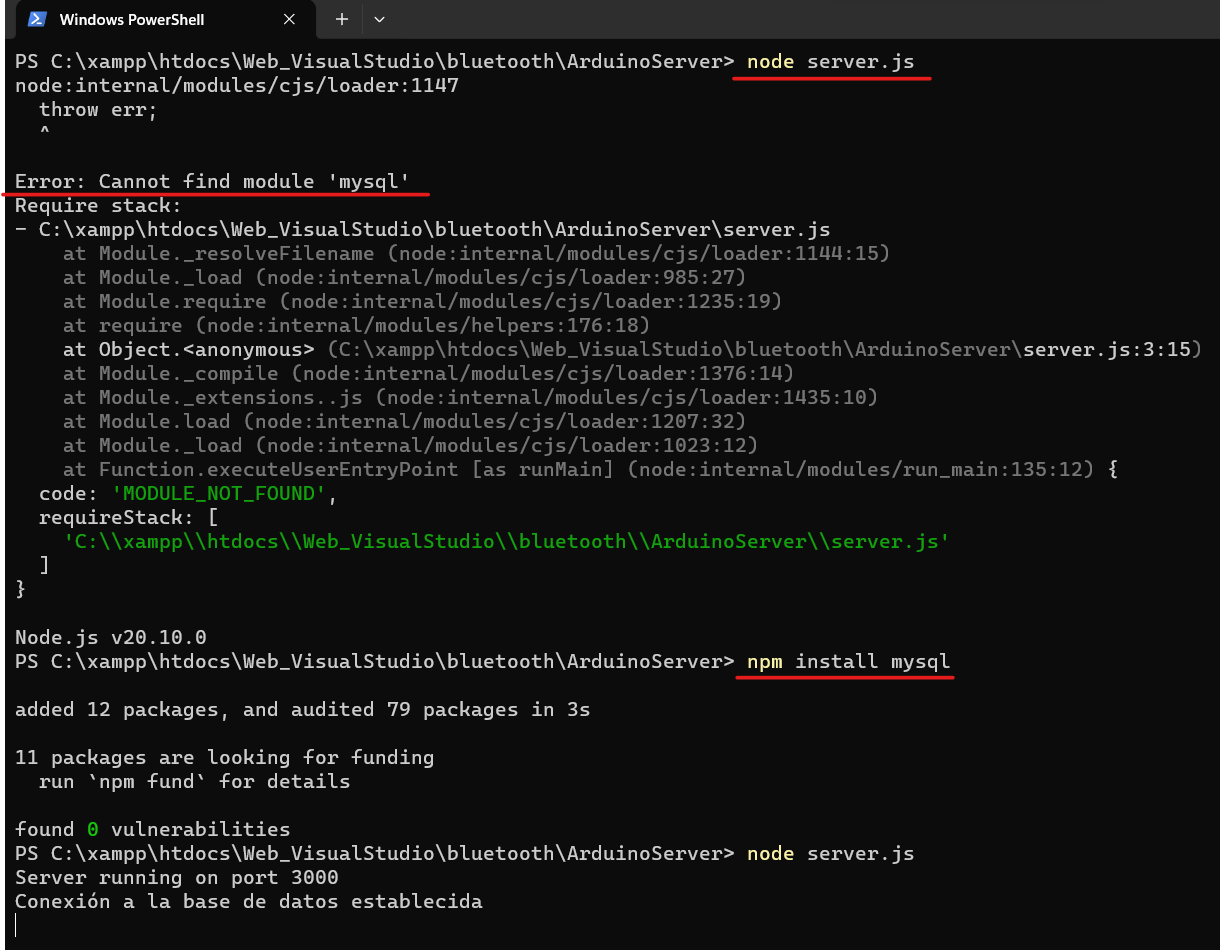 Windows PowerShell
PS C:\xampp\htdocs\Web_VisualStudio\bluetooth\ArduinoServer> node server.js
node:internal/modules/cjs/loader:1147
  throw err;
  ^

Error: Cannot find module 'mysql'
Require stack:
- C:\xampp\htdocs\Web_VisualStudio\bluetooth\ArduinoServer\server.js
    at Module._resolveFilename (node:internal/modules/cjs/loader:1144:15)
    at Module._load (node:internal/modules/cjs/loader:985:27)
    at Module.require (node:internal/modules/cjs/loader:1235:19)
    at require (node:internal/modules/helpers:176:18)
    at Object.<anonymous> (C:\xampp\htdocs\Web_VisualStudio\bluetooth\ArduinoServer\server.js:3:15)
    at Module._compile (node:internal/modules/cjs/loader:1376:14)
    at Module._extensions..js (node:internal/modules/cjs/loader:1435:10)
    at Module.load (node:internal/modules/cjs/loader:1207:32)
    at Module._load (node:internal/modules/cjs/loader:1023:12)
    at Function.executeUserEntryPoint [as runMain] (node:internal/modules/run_main:135:12) {
  code: 'MODULE_NOT_FOUND',
  requireStack: [
    'C:\\xampp\\htdocs\\Web_VisualStudio\\bluetooth\\ArduinoServer\\server.js'
  ]
}

Node.js v20.10.0
PS C:\xampp\htdocs\Web_VisualStudio\bluetooth\ArduinoServer> npm install mysql

added 12 packages, and audited 79 packages in 3s

11 packages are looking for funding
  run `npm fund` for details

found 0 vulnerabilities
PS C:\xampp\htdocs\Web_VisualStudio\bluetooth\ArduinoServer> node server.js
Server running on port 3000
Conexión a la base de datos establecida